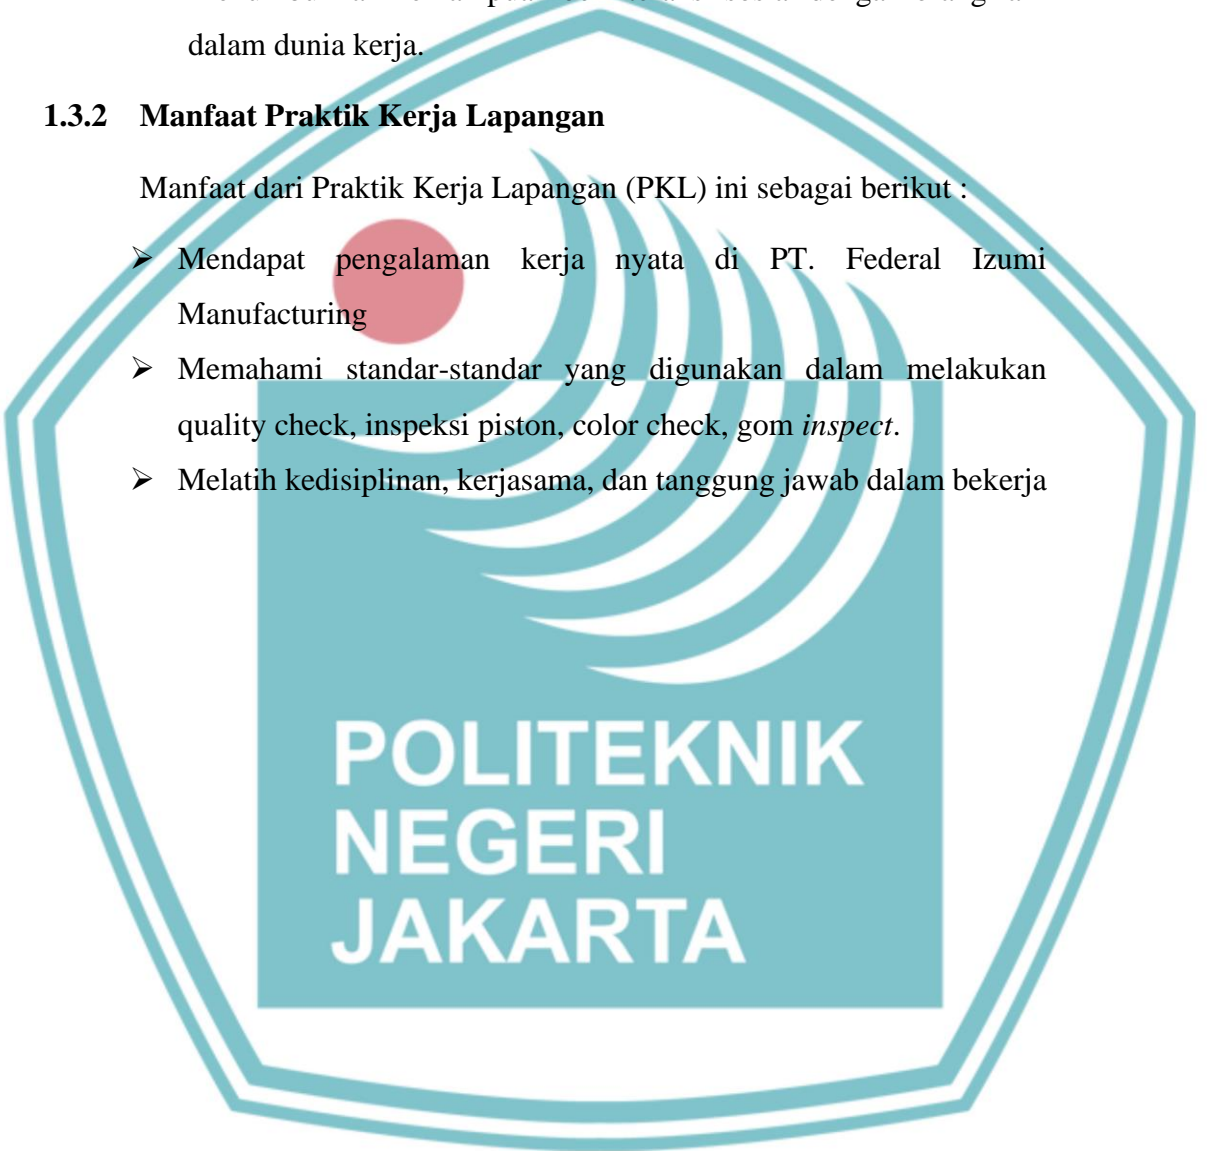 dalam dunia kerja.
1.3.2 Manfaat Praktik Kerja Lapangan
Manfaat dari Praktik Kerja Lapangan (PKL) ini sebagai berikut :
➢ Mendapat pengalaman kerja nyata di PT. Federal Izumi
Manufacturing
➢ Memahami standar-standar yang digunakan dalam melakukan
quality check, inspeksi piston, color check, gom inspect.
➢ Melatih kedisiplinan, kerjasama, dan tanggung jawab dalam bekerja
POLITEKNIK
NEGERI
JAKARTA